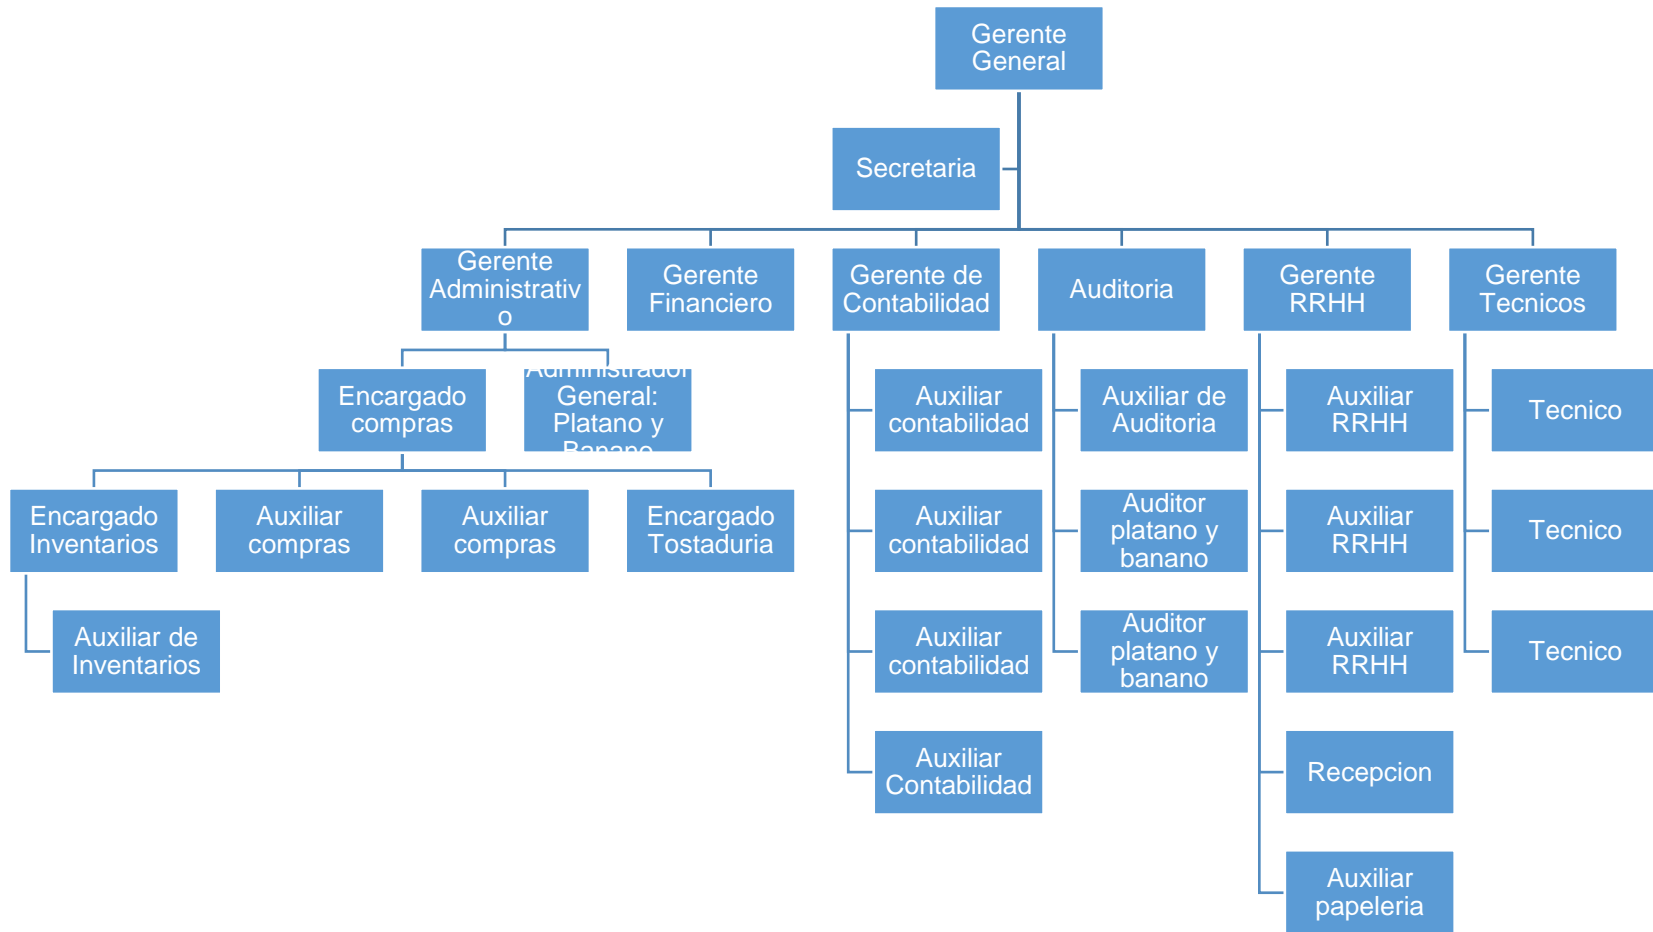 Gerente
General
Secretaria
Gerente
Administrativ
o
Gerente
Financiero
Gerente de
Contabilidad
Auditoria
Gerente
RRHH
Gerente
Tecnicos
Encargado
compras
Administrador
General:
Platano y
Banano
Auxiliar
contabilidad
Auxiliar de
Auditoria
Auxiliar
RRHH
Tecnico
Encargado
Inventarios
Auxiliar
compras
Auxiliar
compras
Encargado
Tostaduria
Auxiliar
contabilidad
Auditor
platano y
banano
Auxiliar
RRHH
Tecnico
Auxiliar de
Inventarios
Auxiliar
contabilidad
Auditor
platano y
banano
Auxiliar
RRHH
Tecnico
Auxiliar
Contabilidad
Recepcion
Auxiliar
papeleria